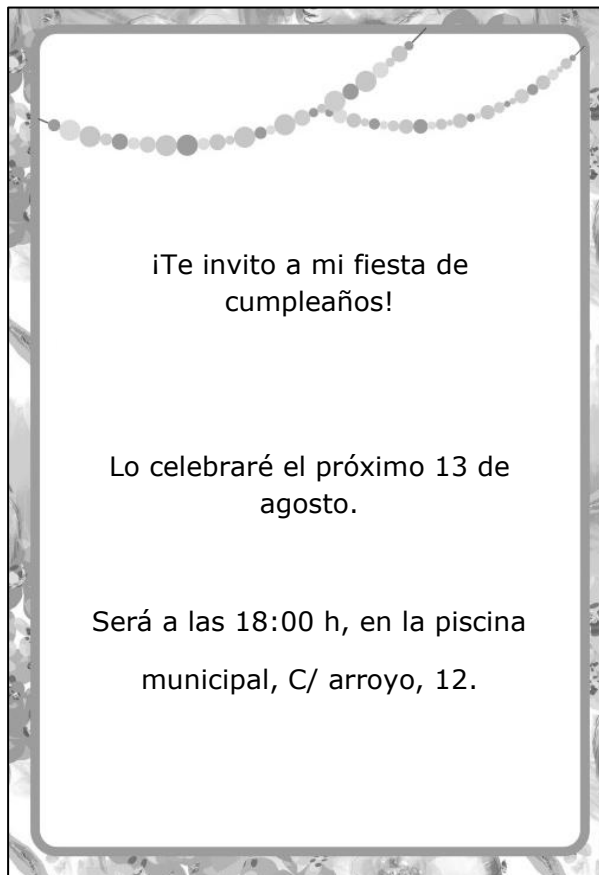 ¡Te invito a mi fiesta de
cumpleaños!
Lo celebraré el próximo 13 de
agosto.
Será a las 18:00 h, en la piscina
municipal, C/ arroyo, 12.